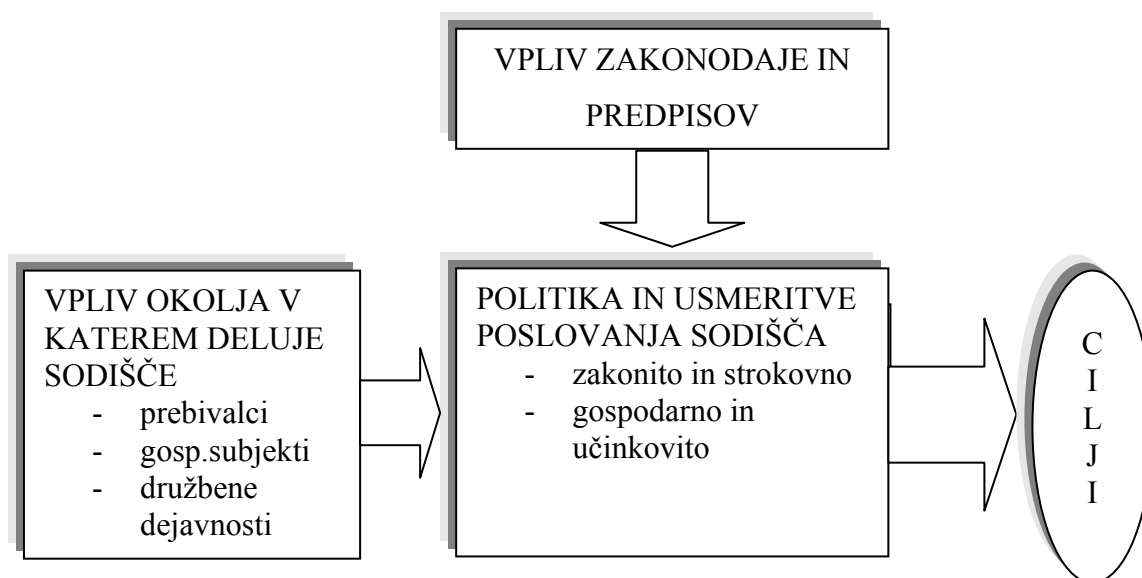 VPLIV ZAKONODAJE IN
PREDPISOV
VPLIV OKOLJA V
KATEREM DELUJE
SODIŠČE
- prebivalci
- gosp.subjekti
- družbene
dejavnosti
POLITIKA IN USMERITVE
POSLOVANJA SODIŠČA
- zakonito in strokovno
- gospodarno in
učinkovito
C
I
L
J
I